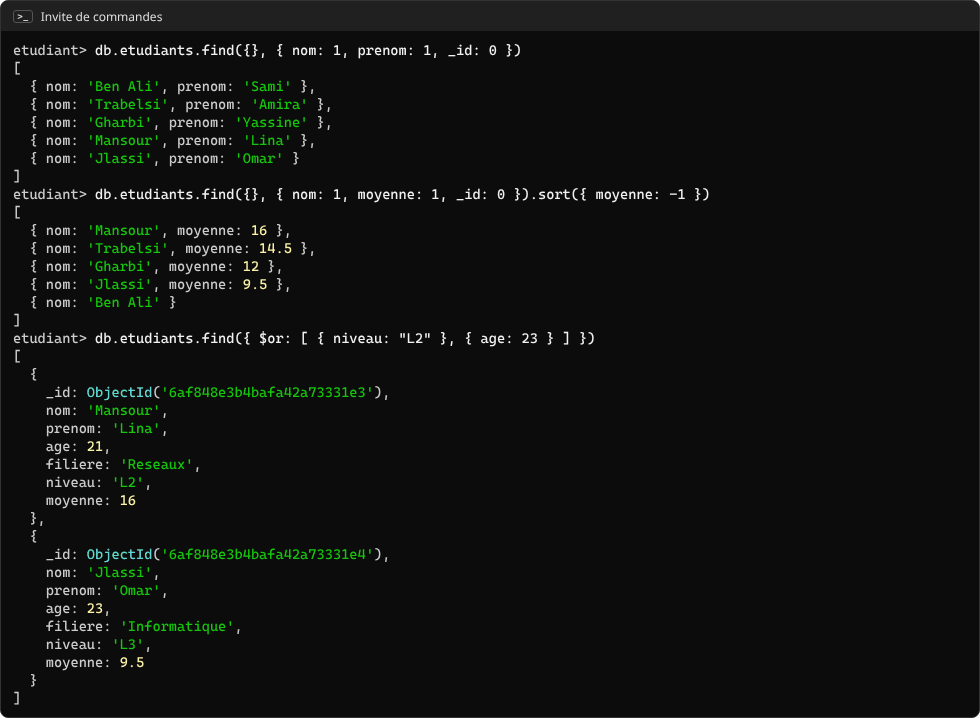 >_ Invite de commandes
etudiant> db.etudiants.find({}, { nom: 1, prenom: 1, _id: 0 })
[
  { nom: 'Ben Ali', prenom: 'Sami' },
  { nom: 'Trabelsi', prenom: 'Amira' },
  { nom: 'Gharbi', prenom: 'Yassine' },
  { nom: 'Mansour', prenom: 'Lina' },
  { nom: 'Jlassi', prenom: 'Omar' }
]
etudiant> db.etudiants.find({}, { nom: 1, moyenne: 1, _id: 0 }).sort({ moyenne: -1 })
[
  { nom: 'Mansour', moyenne: 16 },
  { nom: 'Trabelsi', moyenne: 14.5 },
  { nom: 'Gharbi', moyenne: 12 },
  { nom: 'Jlassi', moyenne: 9.5 },
  { nom: 'Ben Ali' }
]
etudiant> db.etudiants.find({ $or: [ { niveau: "L2" }, { age: 23 } ] })
[
  {
    _id: ObjectId('6af848e3b4bafa42a73331e3'),
    nom: 'Mansour',
    prenom: 'Lina',
    age: 21,
    filiere: 'Reseaux',
    niveau: 'L2',
    moyenne: 16
  },
  {
    _id: ObjectId('6af848e3b4bafa42a73331e4'),
    nom: 'Jlassi',
    prenom: 'Omar',
    age: 23,
    filiere: 'Informatique',
    niveau: 'L3',
    moyenne: 9.5
  }
]